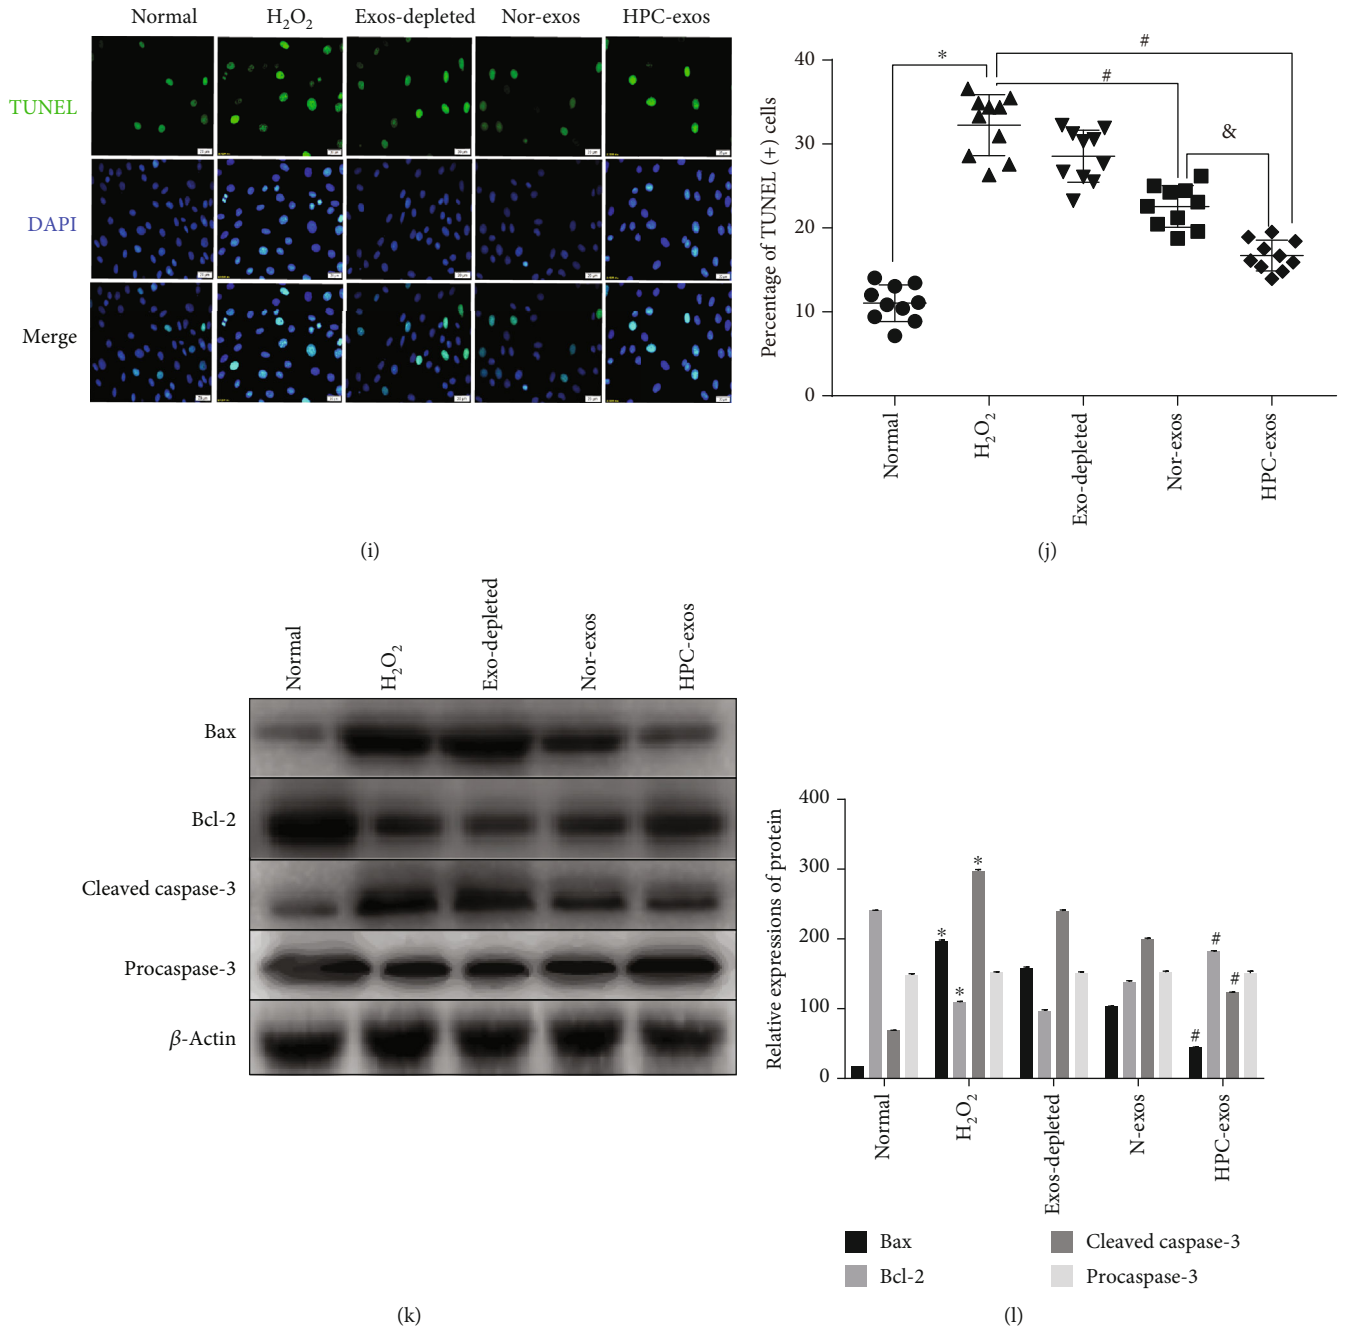 Normal H₂O₂ Exos-depleted Nor-exos HPC-exos
TUNEL
DAPI
Merge
(i)
Percentage of TUNEL (+) cells
40
30
20
10
0
* # # &
Normal H₂O₂ Exo-depleted Nor-exos HPC-exos
(j)
Normal H₂O₂ Exo-depleted Nor-exos HPC-exos
Bax
Bcl-2
Cleaved caspase-3
Procaspase-3
β-Actin
(k)
Relative expressions of protein
400
300
200
100
0
* * * # # #
Normal H₂O₂ Exos-depleted N-exos HPC-exos
Bax
Bcl-2
Cleaved caspase-3
Procaspase-3
(l)